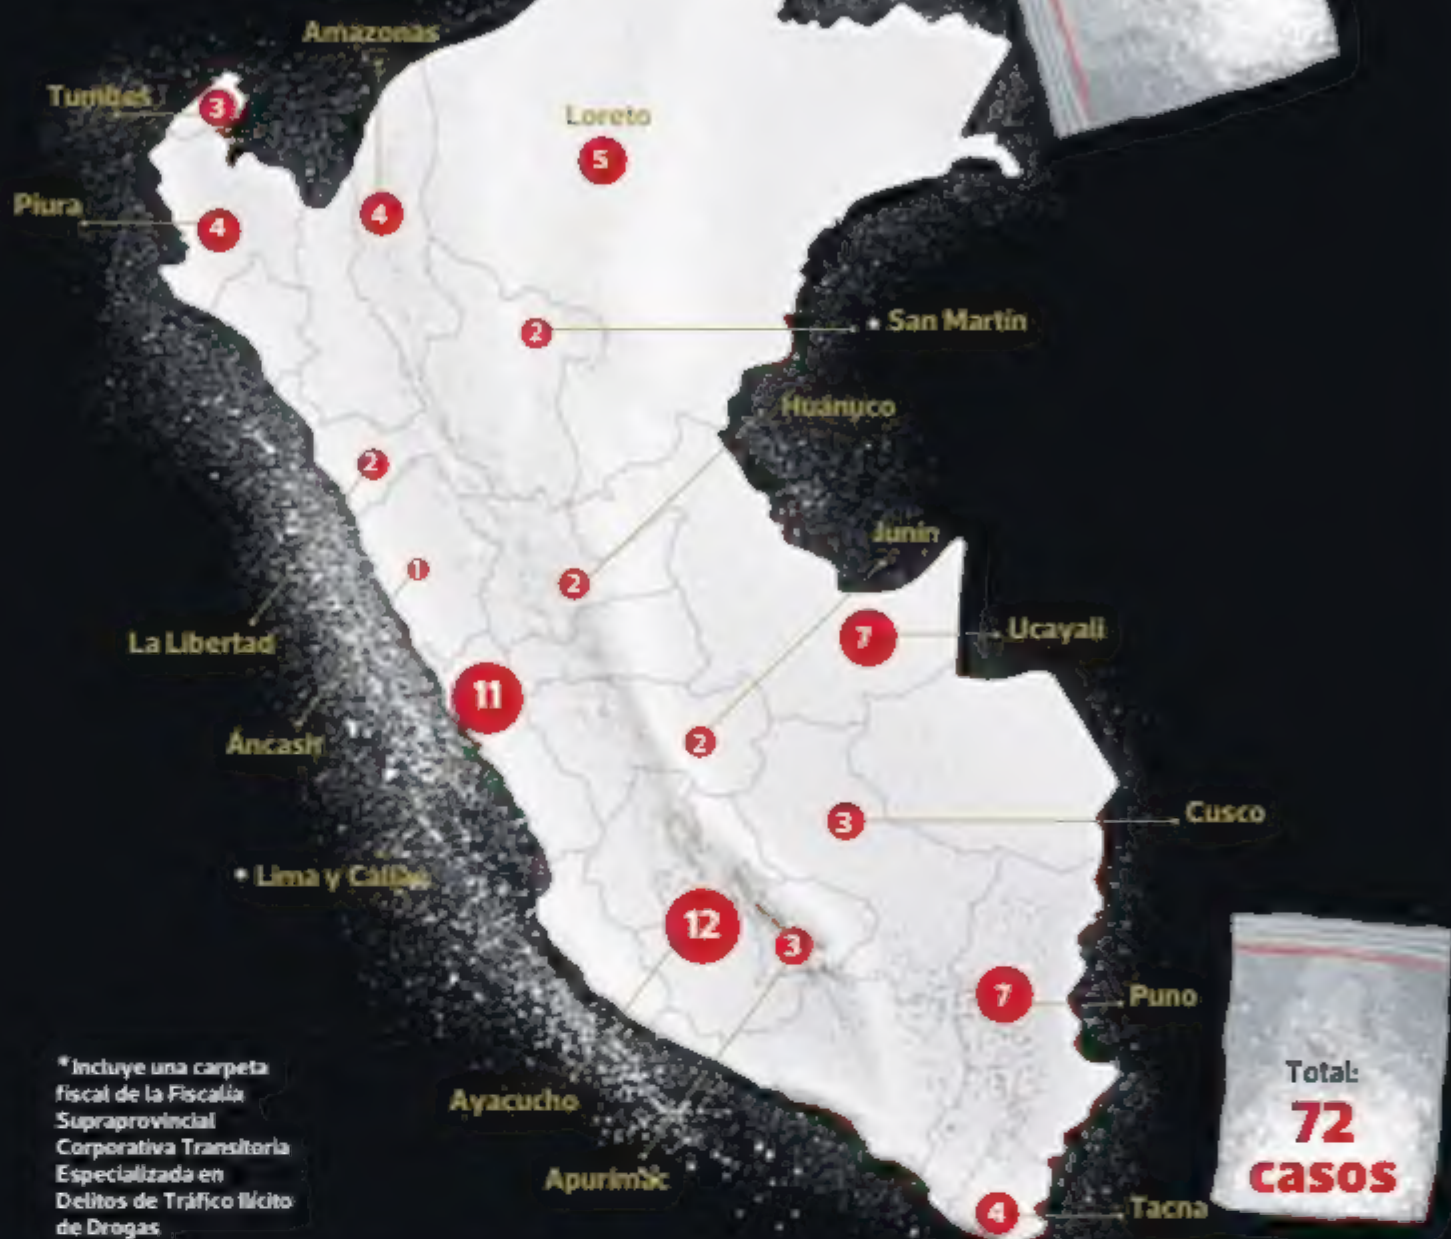 Amazonas
Tumbes
3
Loreto
5
Piura
4
4
2
San Martín
Huánuco
2
Junín
1
2
7
Ucayali
La Libertad
11
Áncash
2
3
Cusco
Lima y Callao
12
3
7
Puno
*Incluye una carpeta
fiscal de la Fiscalía
Supraprovincial
Corporativa Transitoria
Especializada en
Delitos de Tráfico Ilícito
de Drogas
Ayacucho
Apurímac
Total:
72
casos
4
Tacna